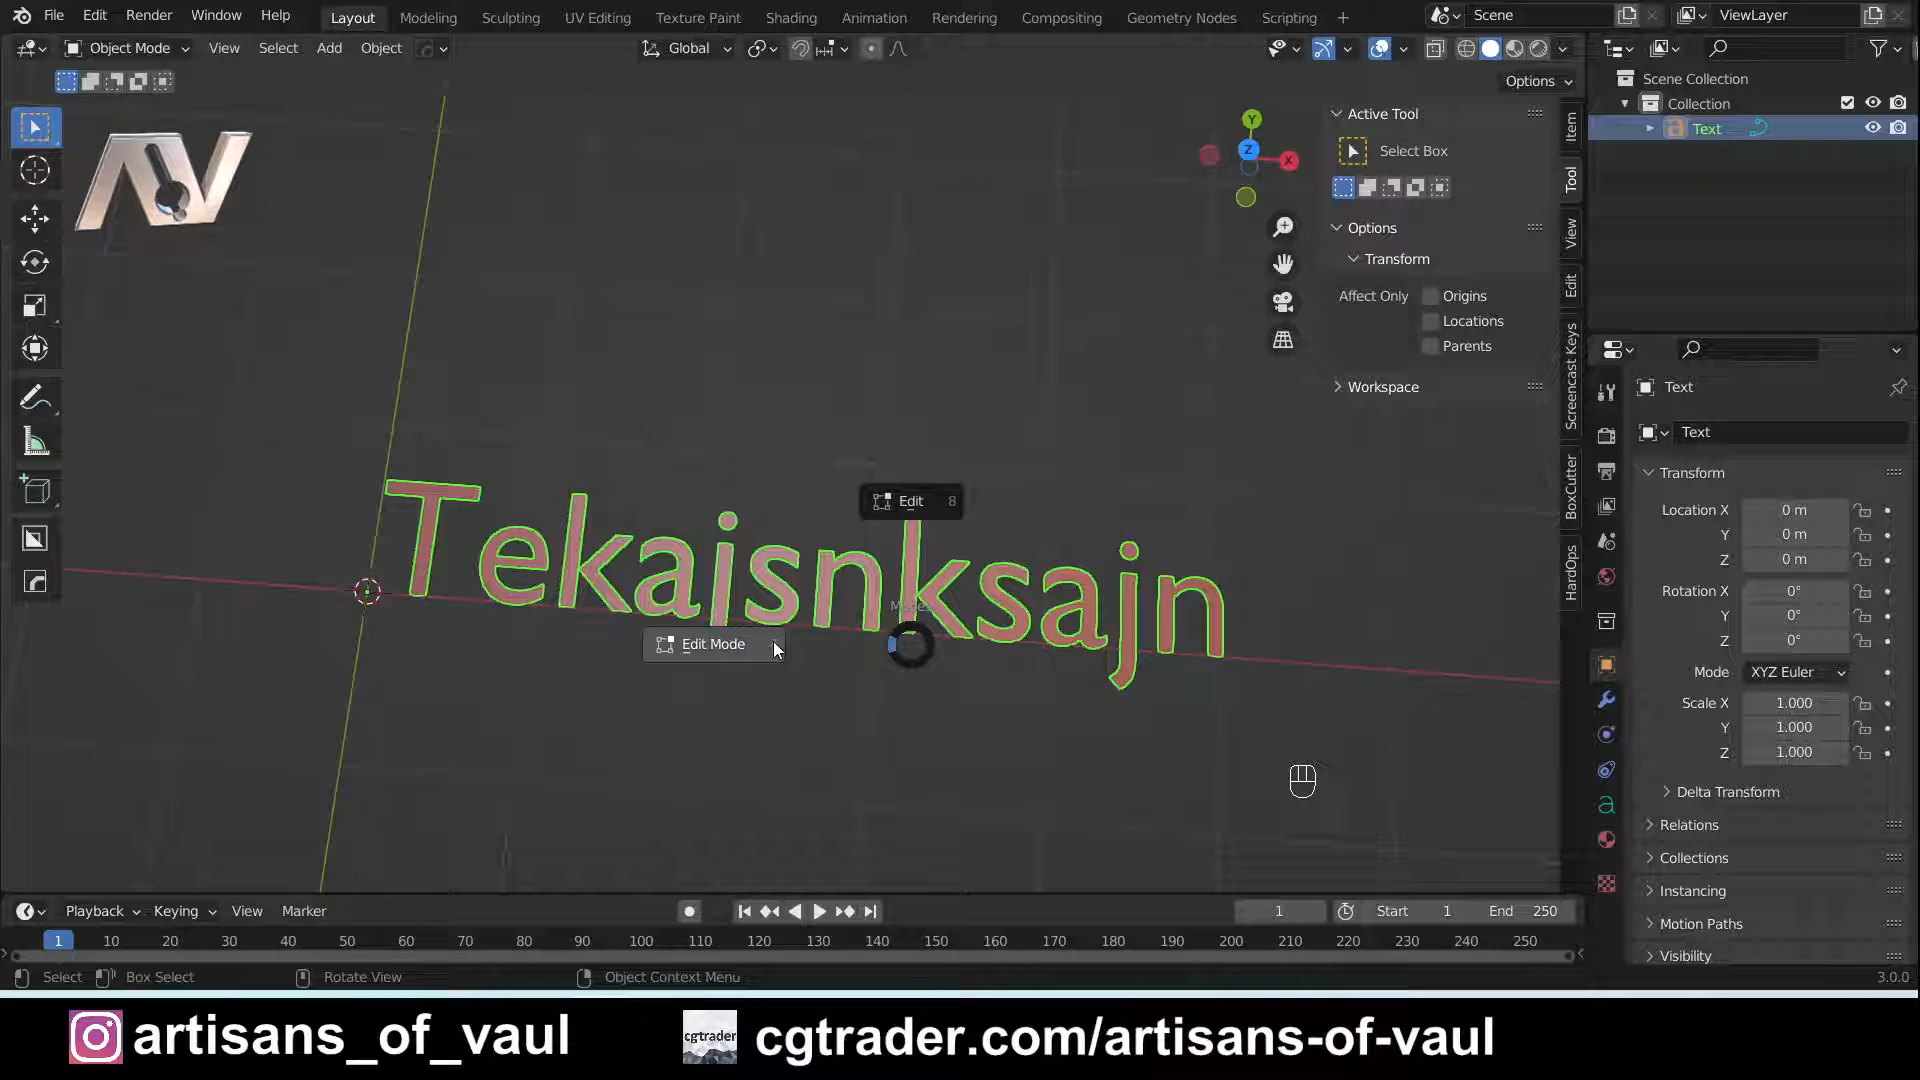 File Edit Render Window Help Layout Modeling Sculpting UV Editing Texture Paint Shading Animation Rendering Compositing Geometry Nodes Scripting + Scene ViewLayer
Object Mode View Select Add Object Global
Options
Scene Collection
Collection
Text
Active Tool
Select Box
Options
Transform
Affect Only Origins
Locations
Parents
Workspace
Item
Tool
View
Edit
Screencast Keys
BoxCutter
HardOps
Y
Z
X
Text
Text
Transform
Location X 0 m
Y 0 m
Z 0 m
Rotation X 0°
Y 0°
Z 0°
Mode XYZ Euler
Scale X 1.000
Y 1.000
Z 1.000
Delta Transform
Relations
Collections
Instancing
Motion Paths
Visibility
AV
Edit 8
Tekaisnksajn
Edit Mode
Playback Keying View Marker 1 Start 1 End 250
1 10 20 30 40 50 60 70 80 90 100 110 120 130 140 150 160 170 180 190 200 210 220 230 240 250
Select Box Select Rotate View Object Context Menu 3.0.0
artisans_of_vaul cgtrader cgtrader.com/artisans-of-vaul